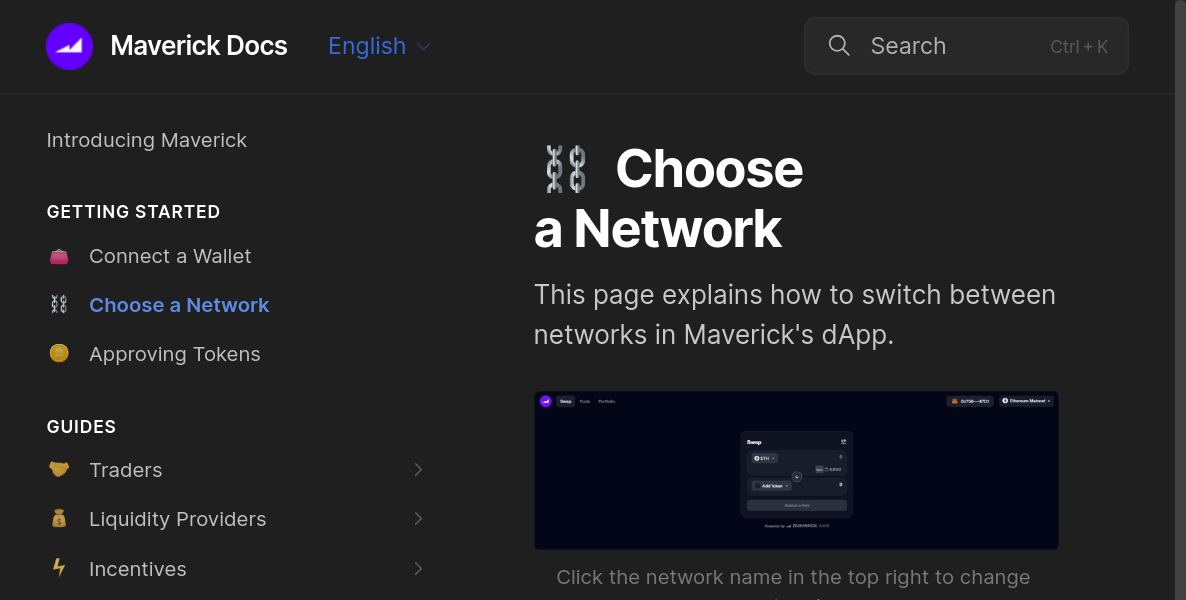 Maverick Docs
English
Search
Ctrl + K
Introducing Maverick
GETTING STARTED
Connect a Wallet
Choose a Network
Approving Tokens
GUIDES
Traders
Liquidity Providers
Incentives
Choose
a Network
This page explains how to switch between
networks in Maverick's dApp.
Swap Pools Portfolio
Ethereum Mainnet
Swap
ETH
Add Token
Select a Pair
Powered by MAVERICK AMM
Click the network name in the top right to change